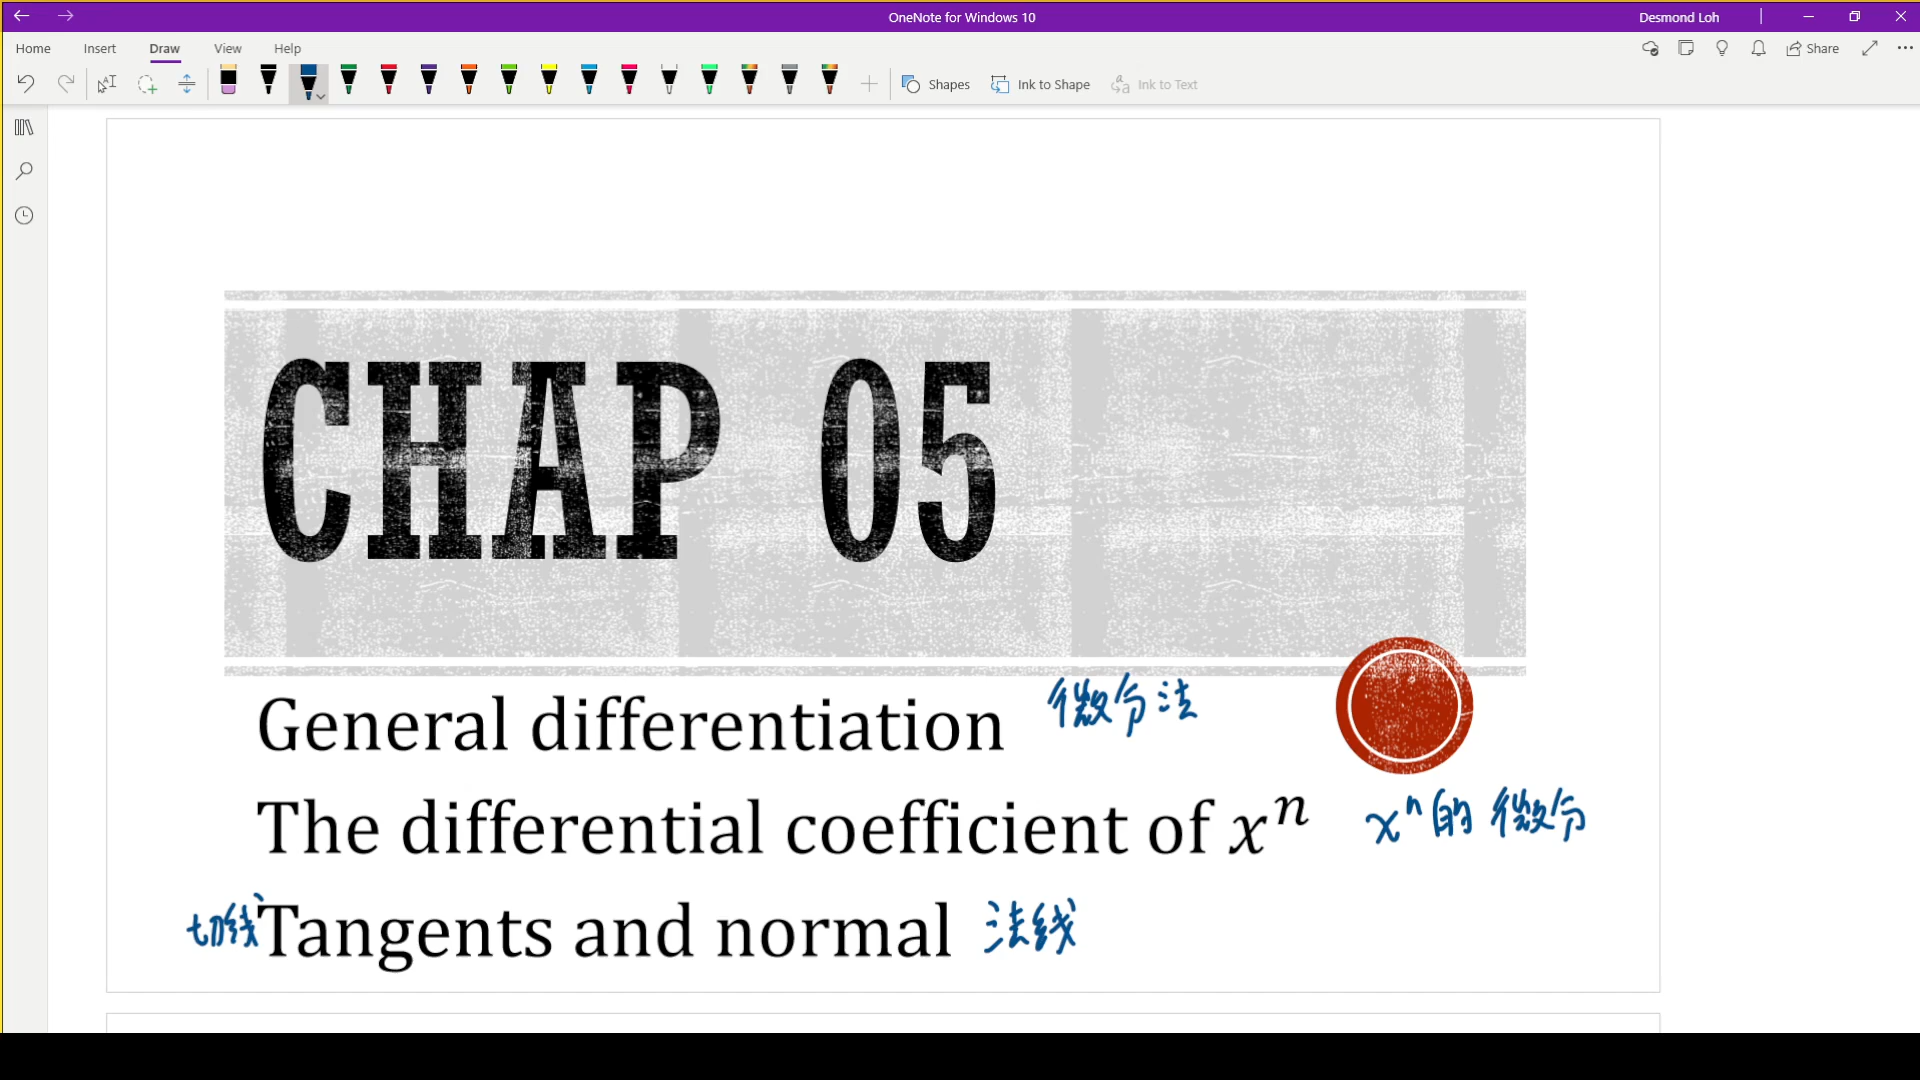 OneNote for Windows 10
Desmond Loh
Home Insert Draw View Help
Share
Shapes Ink to Shape Ink to Text
CHAP 05
General differentiation 微分法
The differential coefficient of xⁿ xⁿ的微分
切线 Tangents and normal 法线